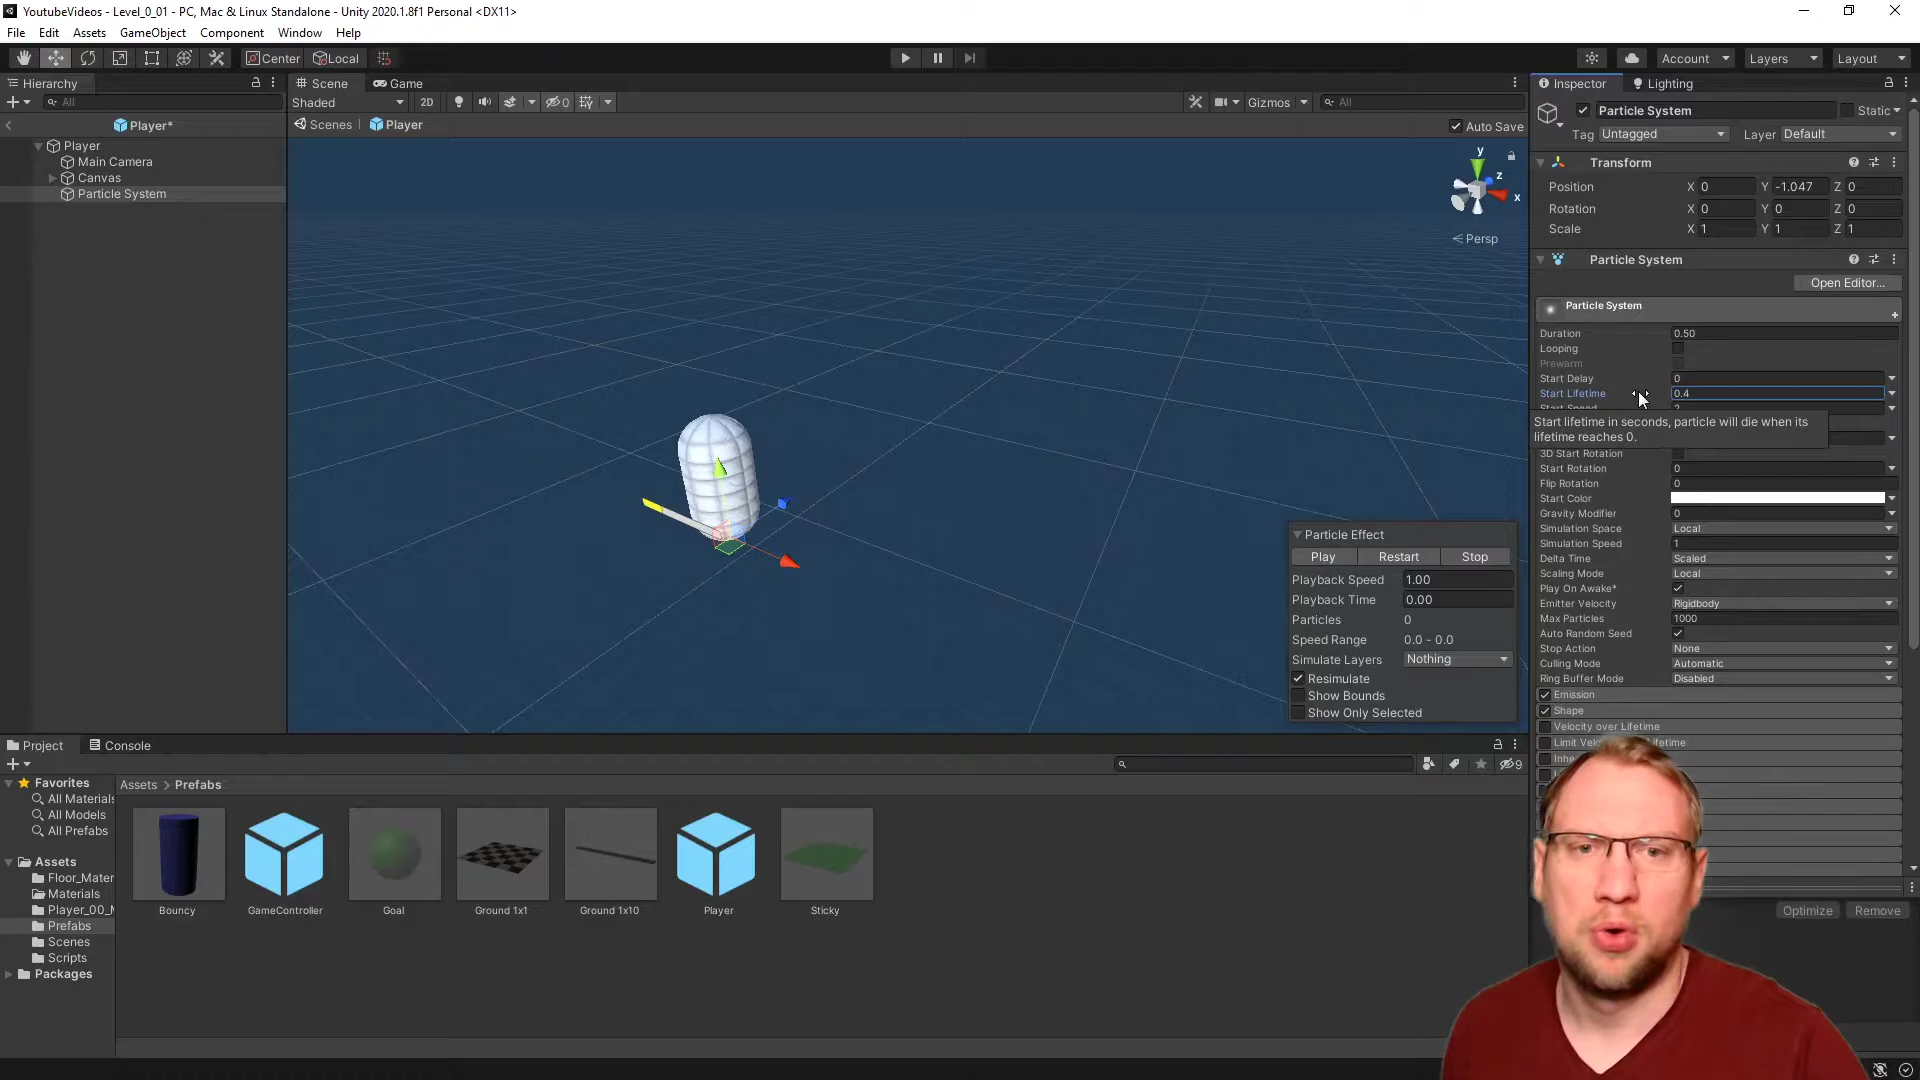 YoutubeVideos - Level_0_01 - PC, Mac & Linux Standalone - Unity 2020.1.8f1 Personal <DX11>
File Edit Assets GameObject Component Window Help
Center Local Account Layers Layout
Hierarchy
All
Player*
Player
Main Camera
Canvas
Particle System
Scene Game
Shaded 2D 0 Gizmos All
Scenes Player Auto Save
y
z
x
Persp
Particle Effect
Play Restart Stop
Playback Speed 1.00
Playback Time 0.00
Particles 0
Speed Range 0.0 - 0.0
Simulate Layers Nothing
Resimulate
Show Bounds
Show Only Selected
Inspector Lighting
Particle System Static
Tag Untagged Layer Default
Transform
Position X 0 Y -1.047 Z 0
Rotation X 0 Y 0 Z 0
Scale X 1 Y 1 Z 1
Particle System
Open Editor...
Particle System
Duration 0.50
Looping
Prewarm
Start Delay 0
Start Lifetime 0.4
Start Speed
Start lifetime in seconds, particle will die when its
lifetime reaches 0.
3D Start Rotation
Start Rotation 0
Flip Rotation 0
Start Color
Gravity Modifier 0
Simulation Space Local
Simulation Speed 1
Delta Time Scaled
Scaling Mode Local
Play On Awake*
Emitter Velocity Rigidbody
Max Particles 1000
Auto Random Seed
Stop Action None
Culling Mode Automatic
Ring Buffer Mode Disabled
Emission
Shape
Velocity over Lifetime
Optimize Remove
Project Console
9
Favorites
All Materials
All Models
All Prefabs
Assets
Floor_Mater
Materials
Player_00_M
Prefabs
Scenes
Scripts
Packages
Assets > Prefabs
Bouncy GameController Goal Ground 1x1 Ground 1x10 Player Sticky